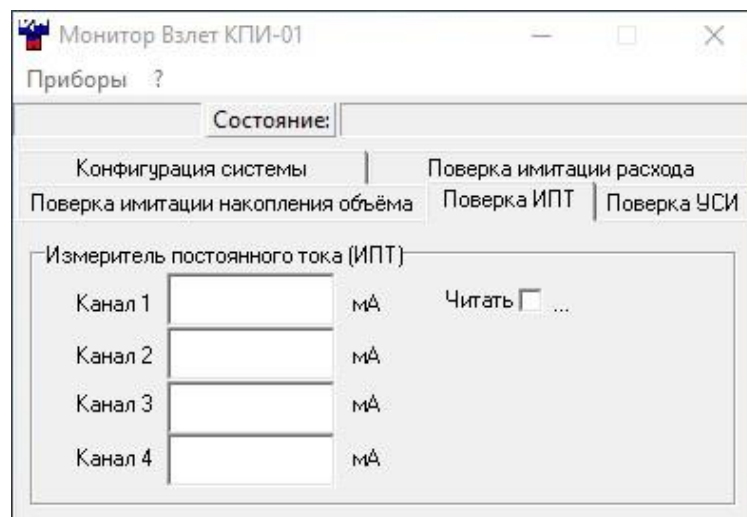 Монитор Взлет КПИ-01
Приборы ?
Состояние:
Конфигурация системы Поверка имитации расхода
Поверка имитации накопления объёма Поверка ИПТ Поверка УСИ
Измеритель постоянного тока (ИПТ)
Канал 1 мА Читать ...
Канал 2 мА
Канал 3 мА
Канал 4 мА